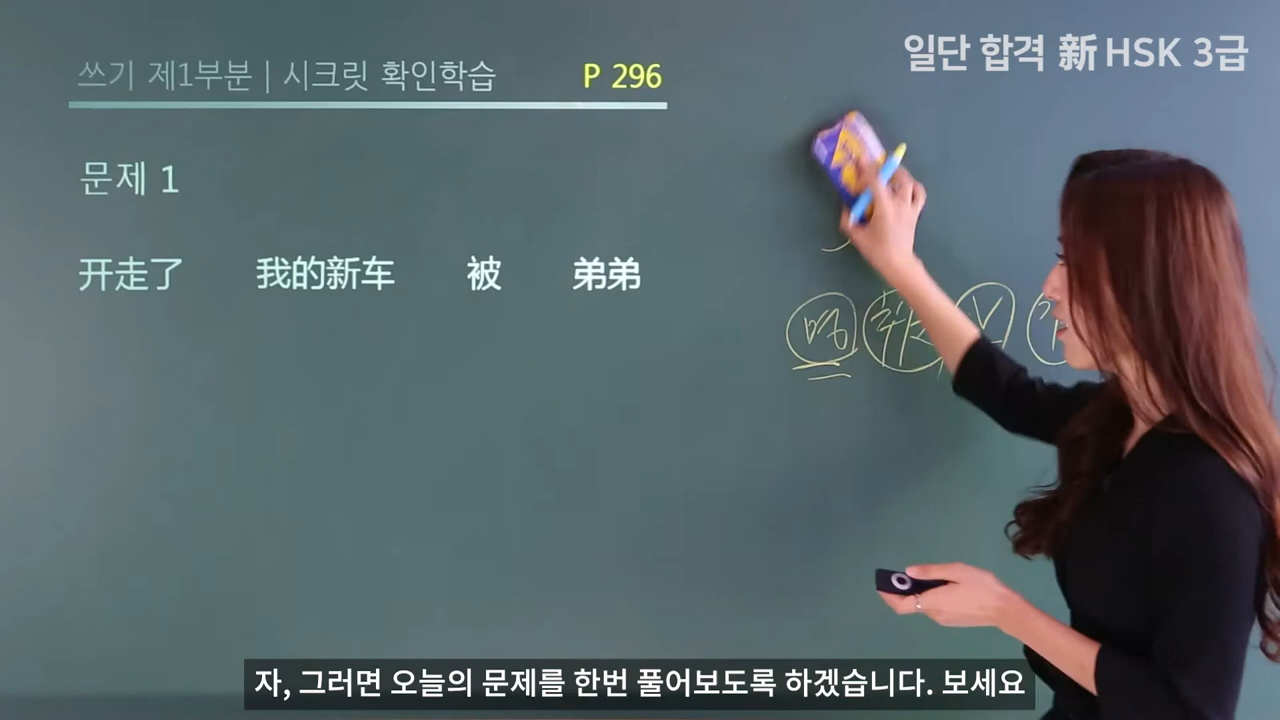 일단 합격 新 HSK 3급
쓰기 제1부분 | 시크릿 확인학습 P 296
문제 1
开走了 我的新车 被 弟弟
자, 그러면 오늘의 문제를 한번 풀어보도록 하겠습니다. 보세요